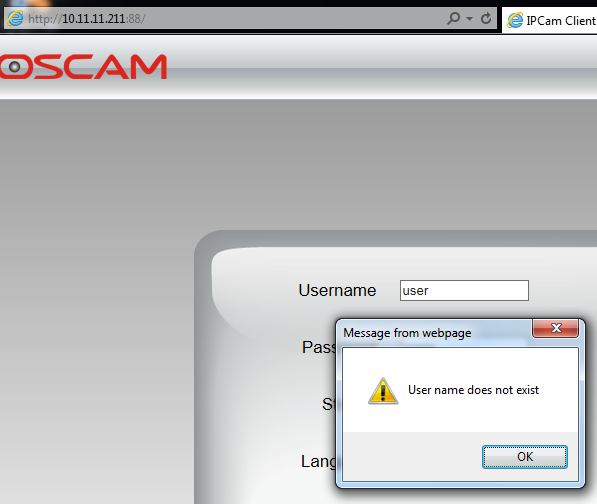 http://10.11.11.211:88/
IPCam Client
OSCAM
Username
user
Message from webpage
User name does not exist
OK